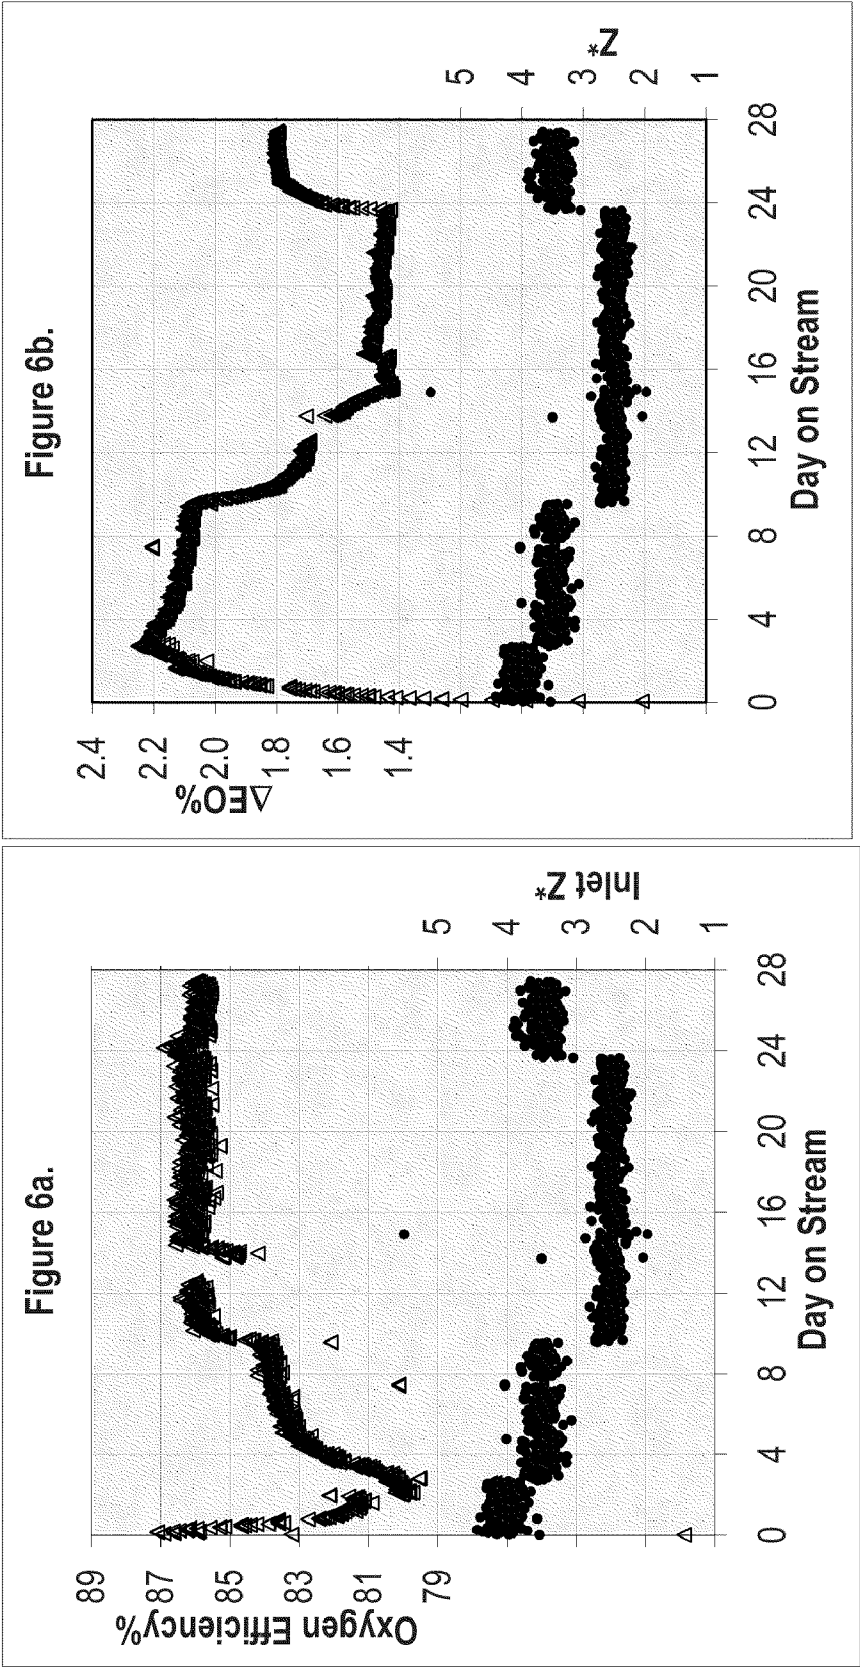 Figure 6a.
Oxygen Efficiency%
89
87
85
83
81
79
Inlet Z*
5
4
3
2
1
0 4 8 12 16 20 24 28
Day on Stream
Figure 6b.
ΔEO%
2.4
2.2
2.0
1.8
1.6
1.4
Z*
5
4
3
2
1
0 4 8 12 16 20 24 28
Day on Stream